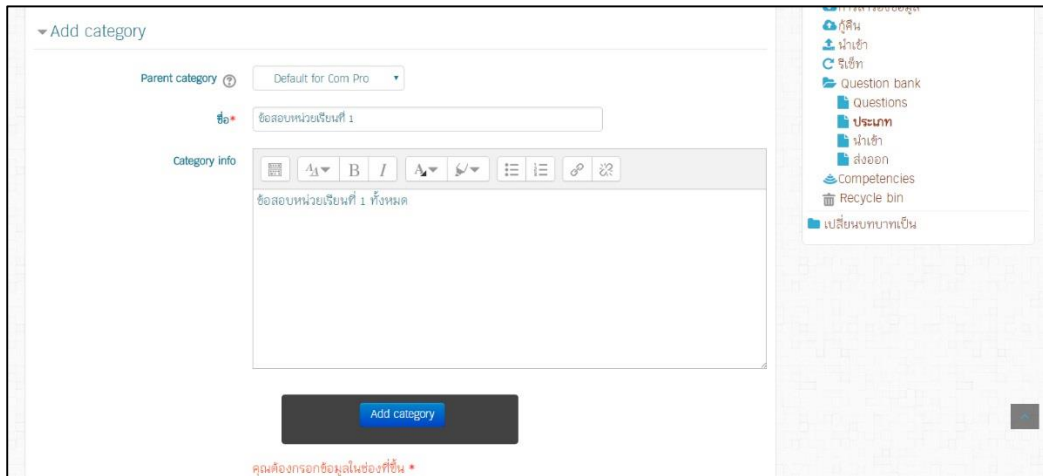 Add category
Parent category
Default for Com Pro
ชื่อ*
ข้อสอบหน่วยเรียนที่ 1
Category info
B I
ข้อสอบหน่วยเรียนที่ 1 ทั้งหมด
Add category
คุณต้องกรอกข้อมูลในช่องที่ขึ้น *
กู้คืน
นำเข้า
รีเซ็ท
Question bank
Questions
ประเภท
นำเข้า
ส่งออก
Competencies
Recycle bin
เปลี่ยนบทบาทเป็น